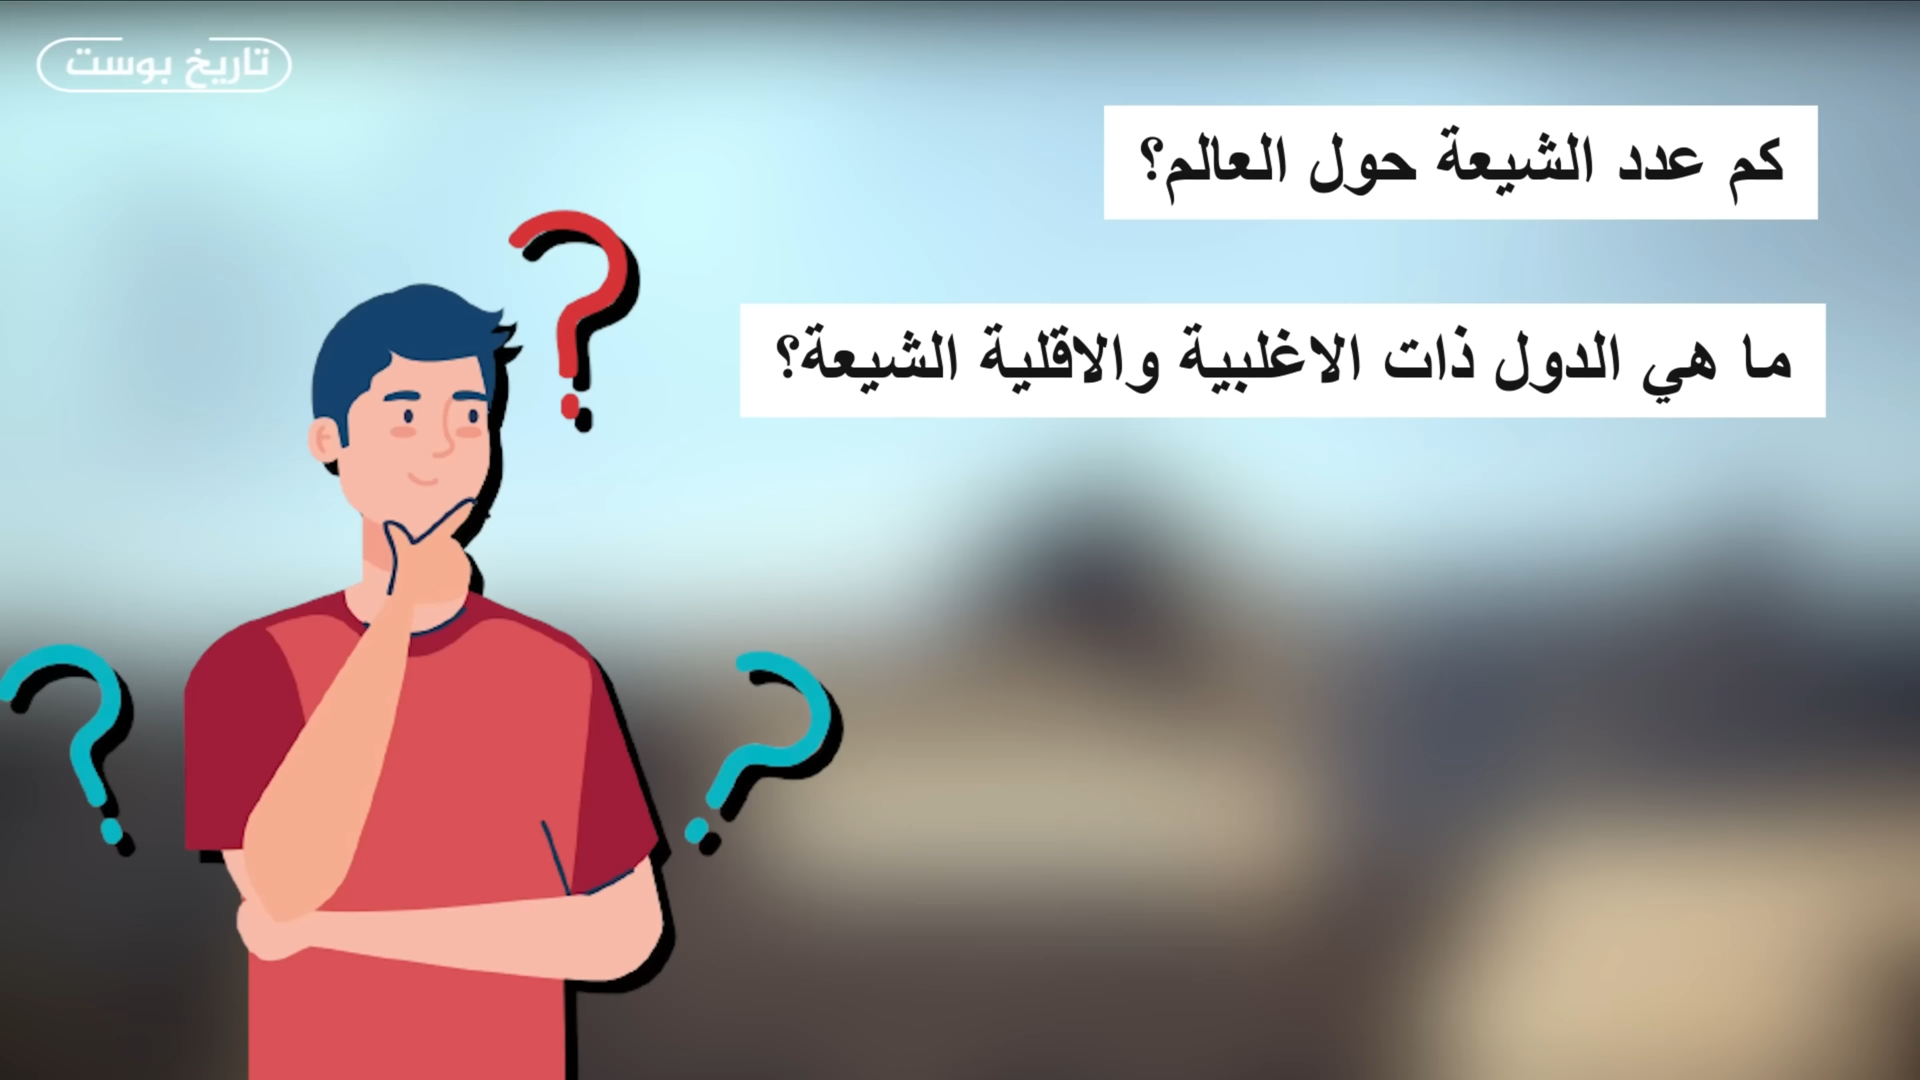 تاريخ بوست
كم عدد الشيعة حول العالم؟
ما هي الدول ذات الاغلبية والاقلية الشيعة؟